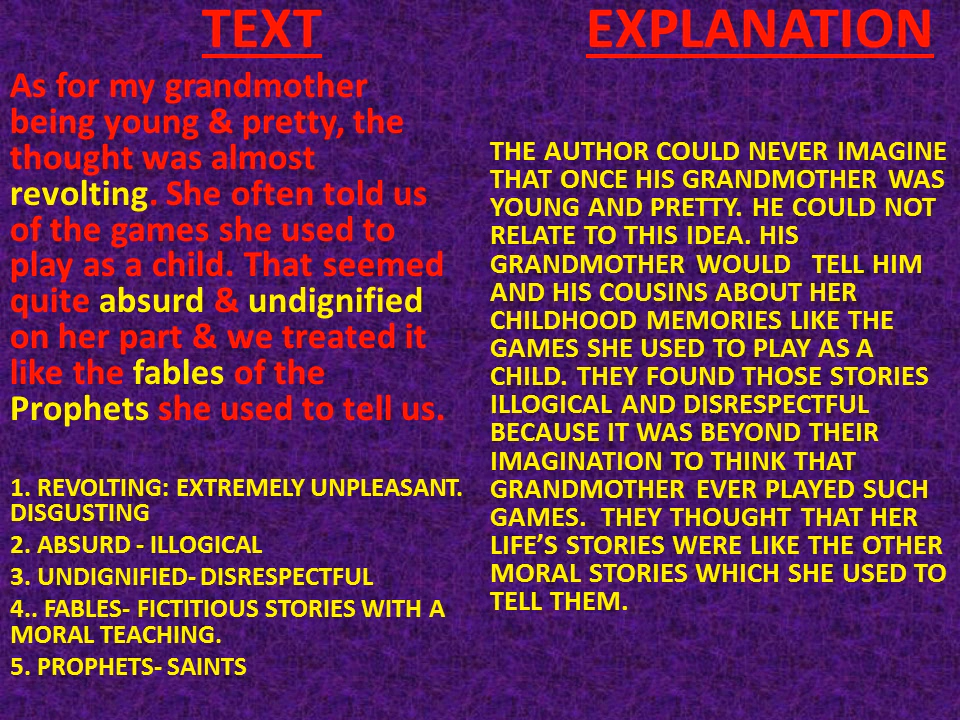 TEXT
As for my grandmother
being young & pretty, the
thought was almost
revolting. She often told us
of the games she used to
play as a child. That seemed
quite absurd & undignified
on her part & we treated it
like the fables of the
Prophets she used to tell us.
1. REVOLTING: EXTREMELY UNPLEASANT.
DISGUSTING
2. ABSURD - ILLOGICAL
3. UNDIGNIFIED- DISRESPECTFUL
4.. FABLES- FICTITIOUS STORIES WITH A
MORAL TEACHING.
5. PROPHETS- SAINTS
EXPLANATION
THE AUTHOR COULD NEVER IMAGINE
THAT ONCE HIS GRANDMOTHER WAS
YOUNG AND PRETTY. HE COULD NOT
RELATE TO THIS IDEA. HIS
GRANDMOTHER WOULD TELL HIM
AND HIS COUSINS ABOUT HER
CHILDHOOD MEMORIES LIKE THE
GAMES SHE USED TO PLAY AS A
CHILD. THEY FOUND THOSE STORIES
ILLOGICAL AND DISRESPECTFUL
BECAUSE IT WAS BEYOND THEIR
IMAGINATION TO THINK THAT
GRANDMOTHER EVER PLAYED SUCH
GAMES. THEY THOUGHT THAT HER
LIFE’S STORIES WERE LIKE THE OTHER
MORAL STORIES WHICH SHE USED TO
TELL THEM.